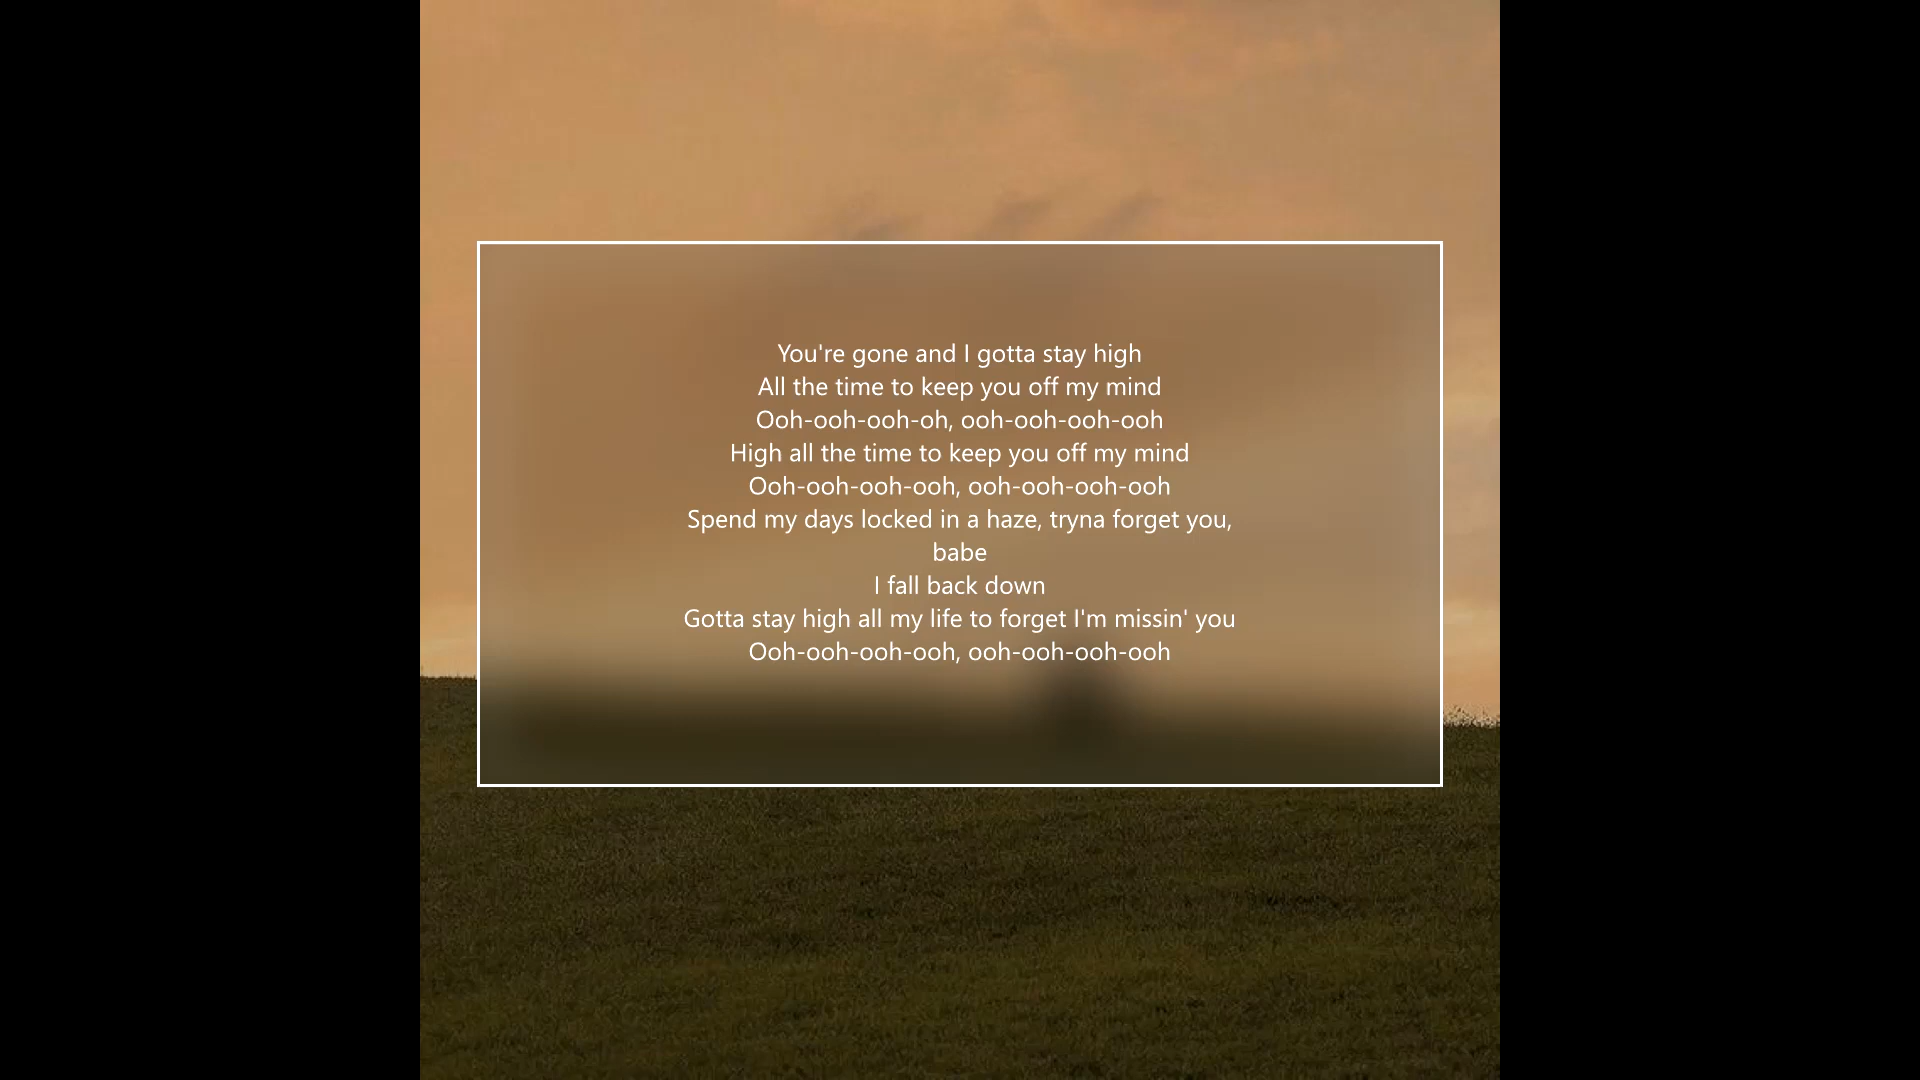 You're gone and I gotta stay high
All the time to keep you off my mind
Ooh-ooh-ooh-oh, ooh-ooh-ooh-ooh
High all the time to keep you off my mind
Ooh-ooh-ooh-ooh, ooh-ooh-ooh-ooh
Spend my days locked in a haze, tryna forget you,
babe
I fall back down
Gotta stay high all my life to forget I'm missin' you
Ooh-ooh-ooh-ooh, ooh-ooh-ooh-ooh